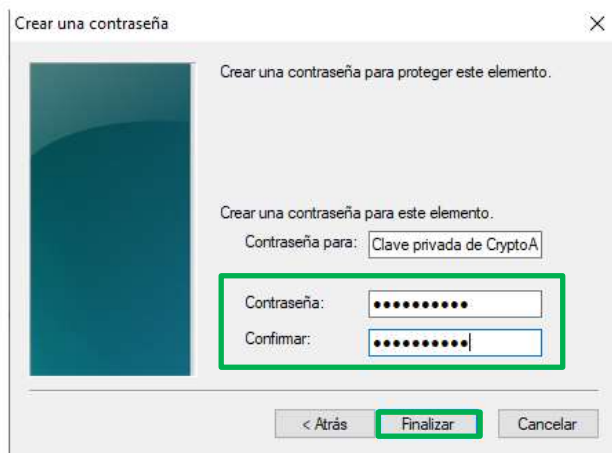 Crear una contraseña
Crear una contraseña para proteger este elemento.
Crear una contraseña para este elemento.
Contraseña para: Clave privada de CryptoA
Contraseña: ●●●●●●●●●●
Confirmar: ●●●●●●●●●●
< Atrás Finalizar Cancelar